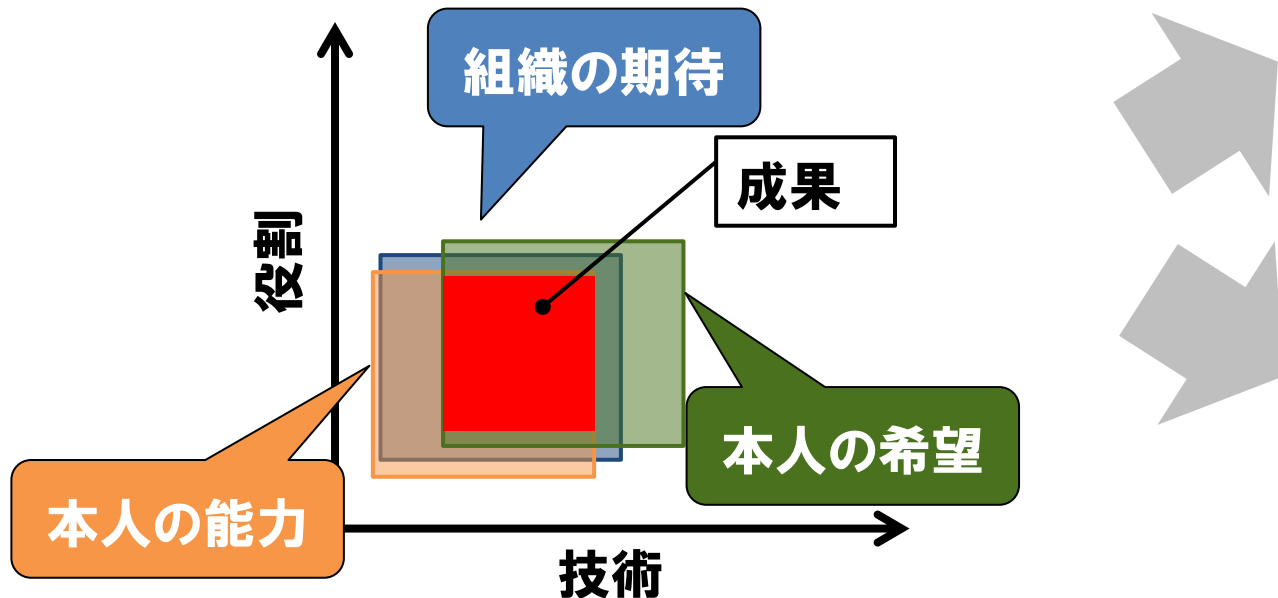 組織の期待
成果
役割
本人の希望
本人の能力
技術